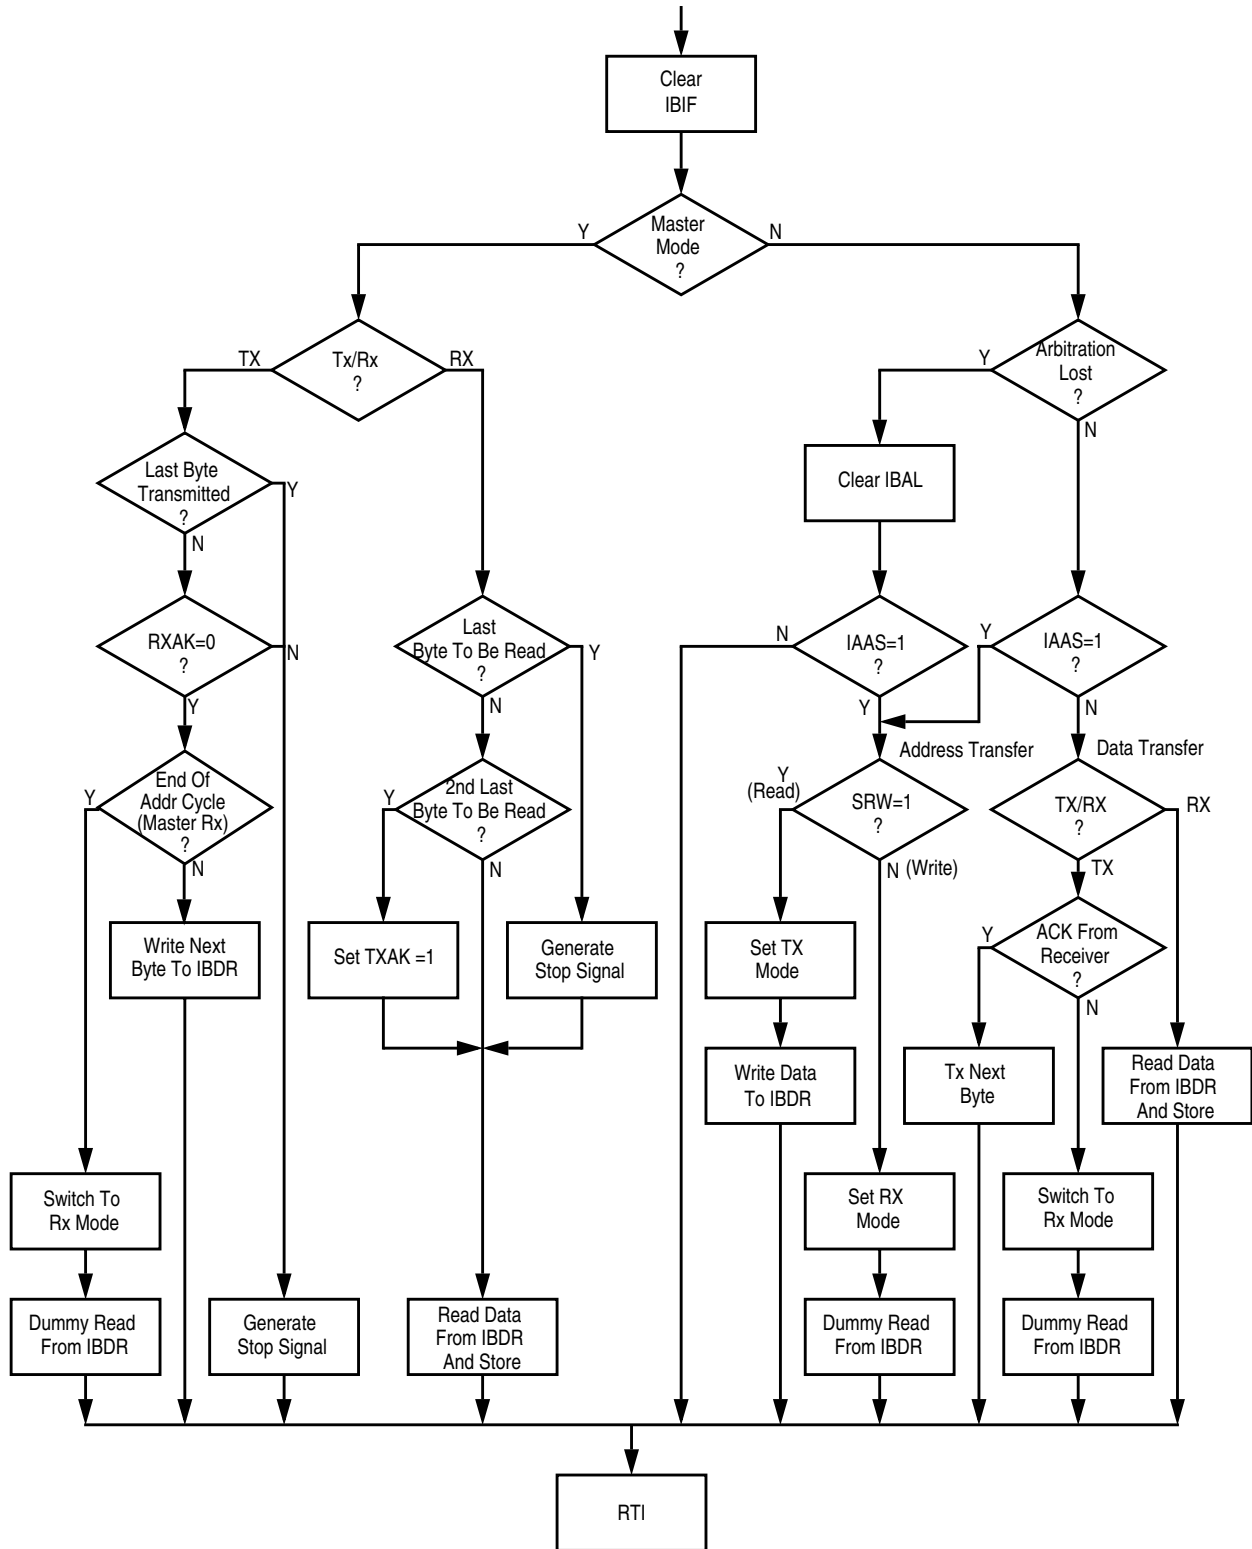 Clear
IBIF
Master
Mode
?
Y
N
Tx/Rx
?
TX
RX
Arbitration
Lost
?
Y
N
Last Byte
Transmitted
?
Y
N
Clear IBAL
RXAK=0
?
N
Y
Last
Byte To Be Read
?
Y
N
IAAS=1
?
N
Y
IAAS=1
?
Y
N
Address Transfer
Data Transfer
End Of
Addr Cycle
(Master Rx)
?
Y
N
2nd Last
Byte To Be Read
?
Y
N
Y
(Read)
SRW=1
?
N (Write)
TX/RX
?
RX
TX
Write Next
Byte To IBDR
Set TXAK =1
Generate
Stop Signal
Set TX
Mode
ACK From
Receiver
?
Y
N
Write Data
To IBDR
Tx Next
Byte
Read Data
From IBDR
And Store
Switch To
Rx Mode
Set RX
Mode
Switch To
Rx Mode
Dummy Read
From IBDR
Generate
Stop Signal
Read Data
From IBDR
And Store
Dummy Read
From IBDR
Dummy Read
From IBDR
RTI